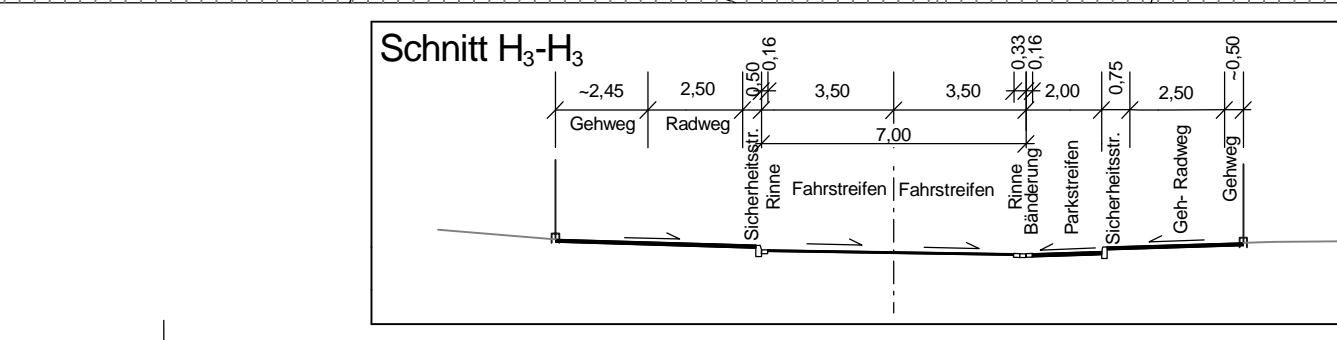 Schnitt H3-H3
~2,45
2,50
0,50
0,16
3,50
3,50
0,33
0,16
2,00
0,75
2,50
~0,50
Gehweg
Radweg
7,00
Sicherheitsstr.
Rinne
Fahrstreifen
Fahrstreifen
Rinne
Bänderung
Parkstreifen
Sicherheitsstr.
Geh- Radweg
Gehweg